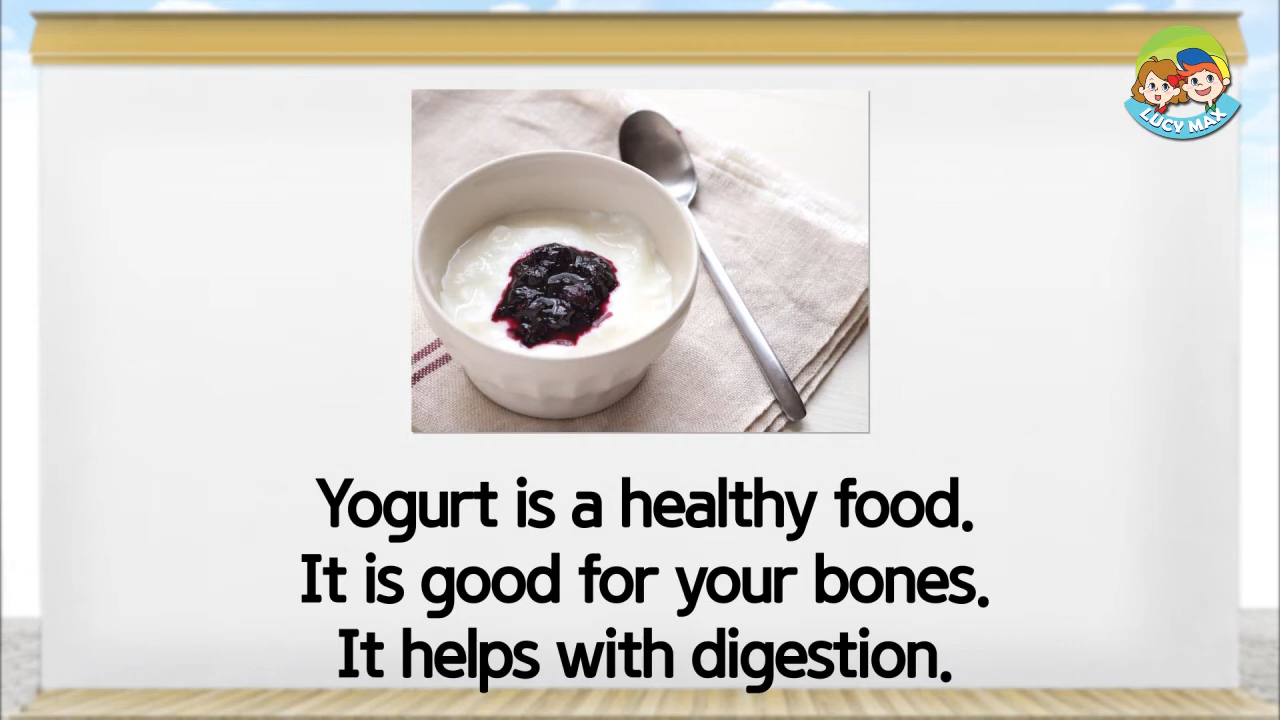 LUCY MAX
Yogurt is a healthy food.
It is good for your bones.
It helps with digestion.